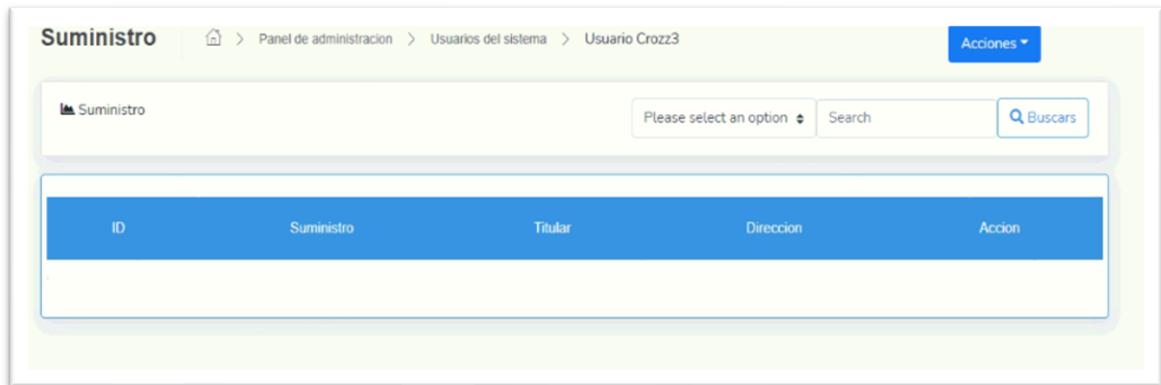 Suministro > Panel de administracion > Usuarios del sistema > Usuario Crozz3 Acciones
Suministro Please select an option Search Buscars
ID Suministro Titular Direccion Accion